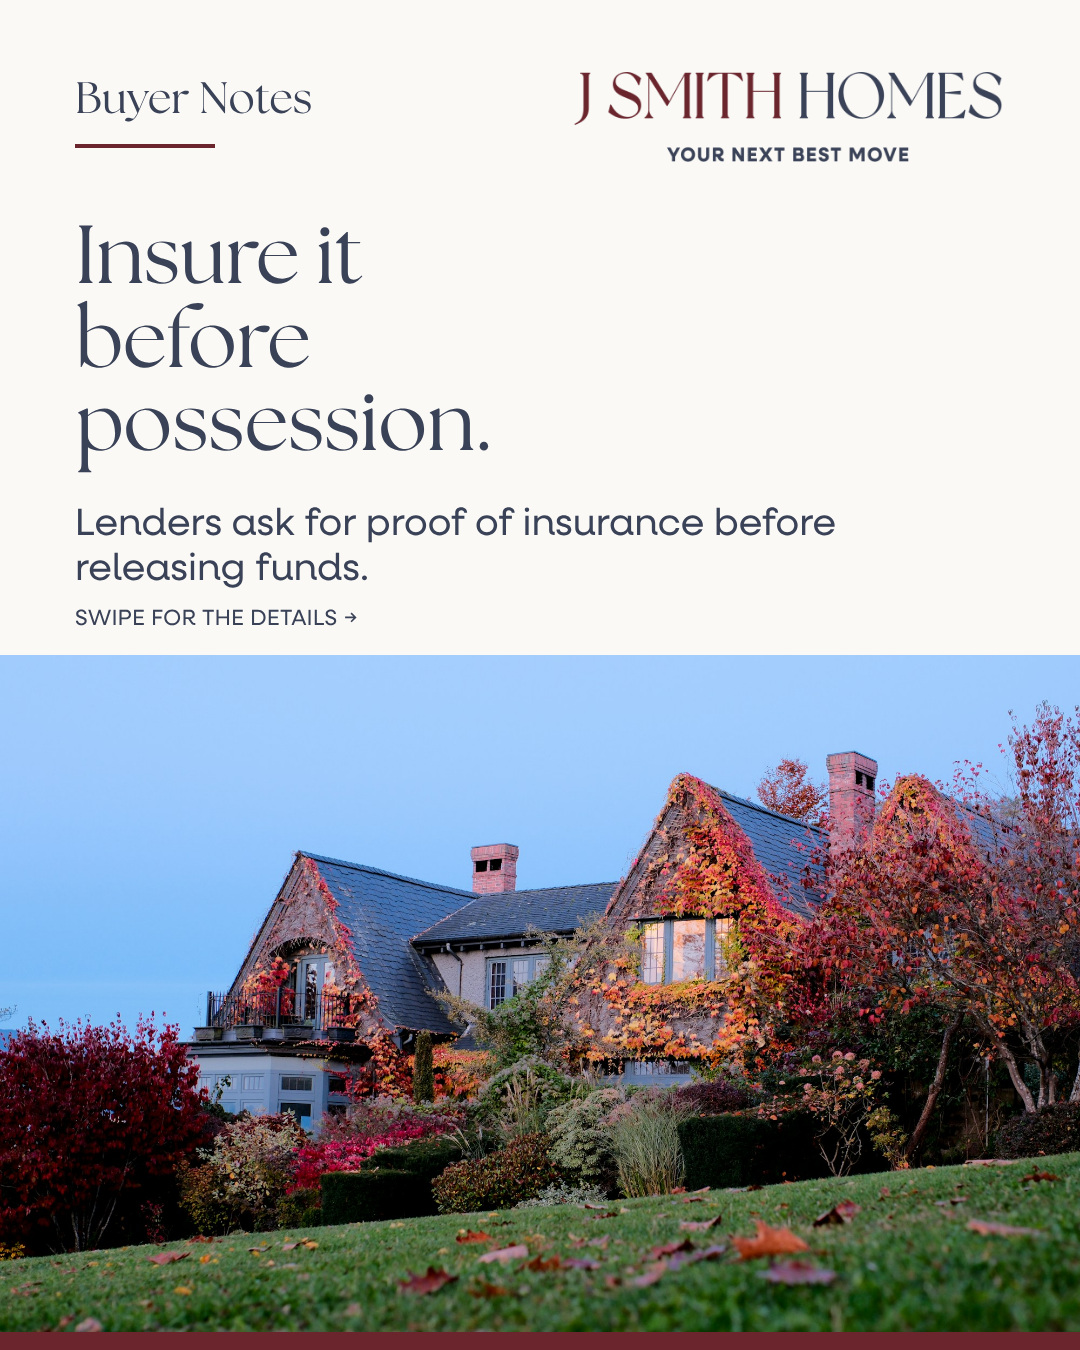 Buyer Notes
J SMITH HOMES
YOUR NEXT BEST MOVE
Insure it
before
possession.
Lenders ask for proof of insurance before
releasing funds.
SWIPE FOR THE DETAILS →